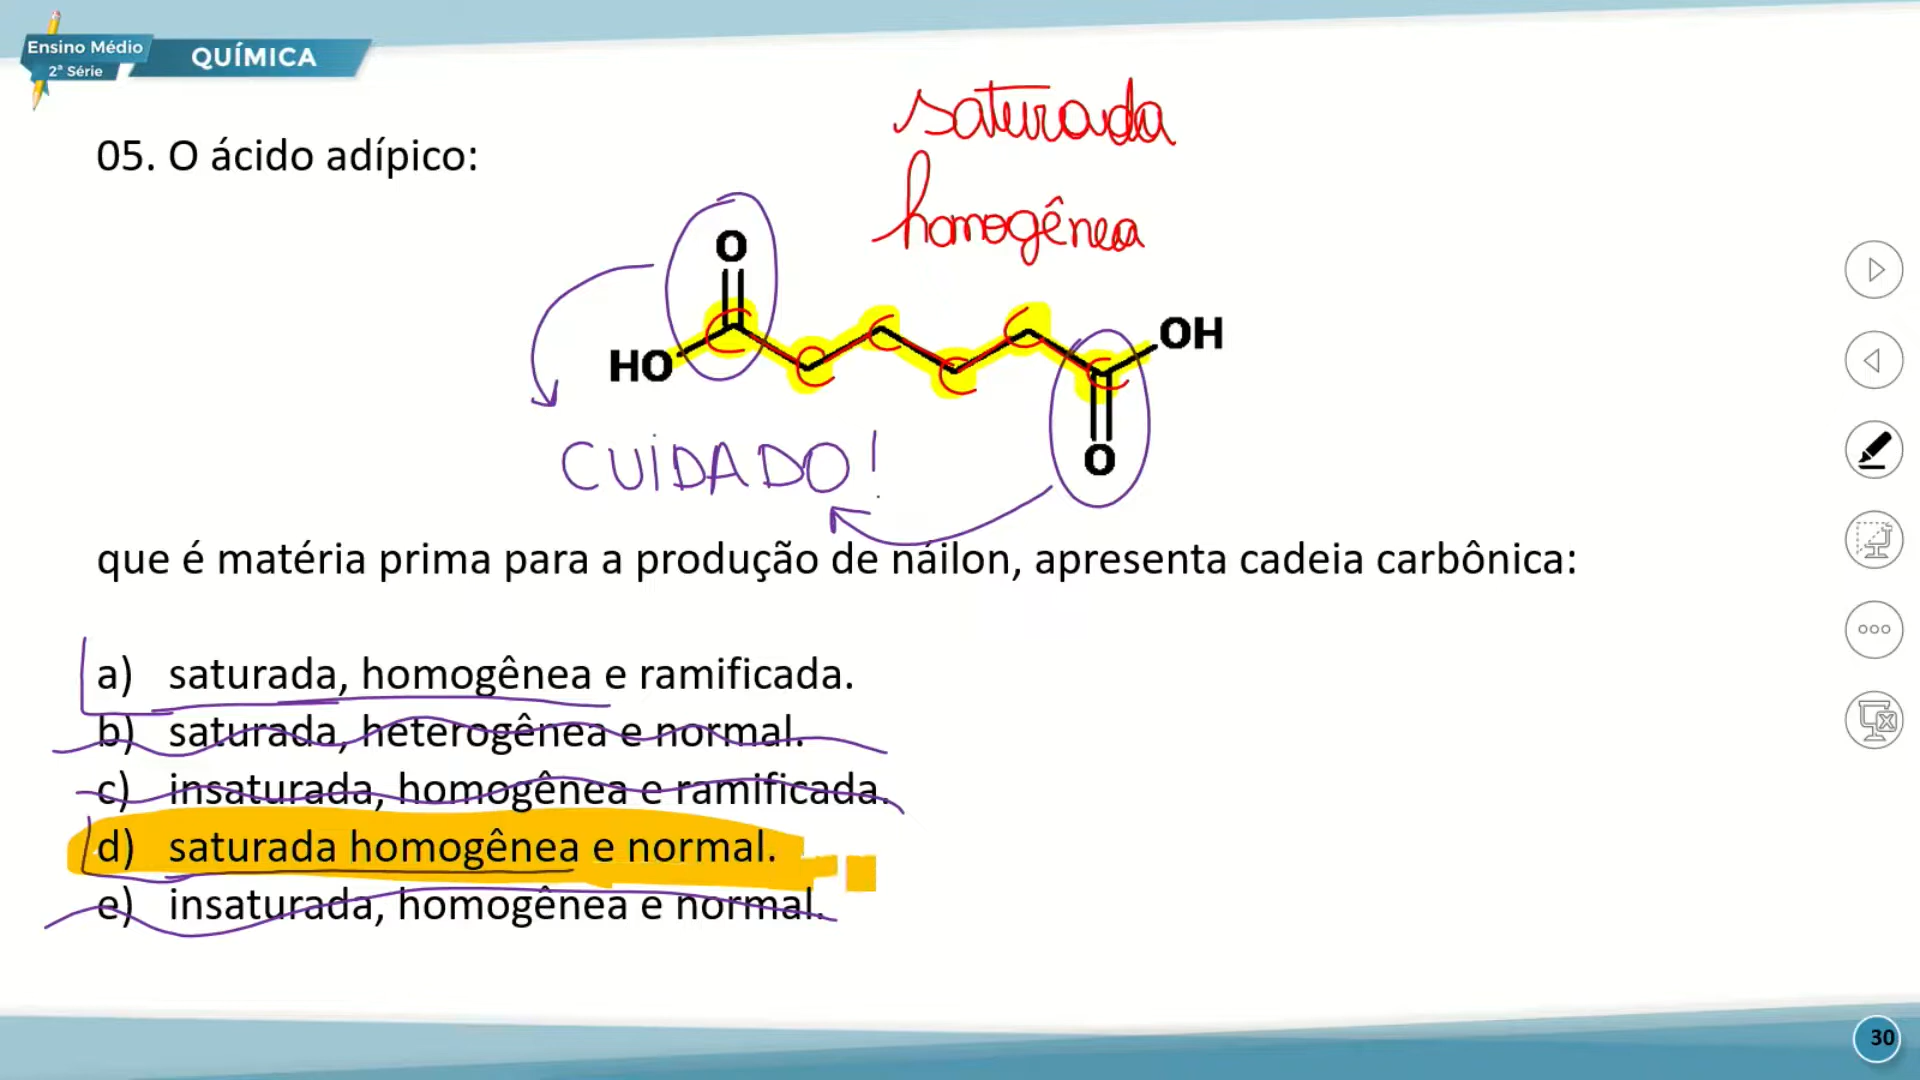 Ensino Médio
2ª Série
QUÍMICA
saturada
homogênea
05. O ácido adípico:
O
HO
C
C
C
C
C
C
OH
O
CUIDADO!
que é matéria prima para a produção de náilon, apresenta cadeia carbônica:
a) saturada, homogênea e ramificada.
b) saturada, heterogênea e normal.
c) insaturada, homogênea e ramificada.
d) saturada homogênea e normal.
e) insaturada, homogênea e normal.
30